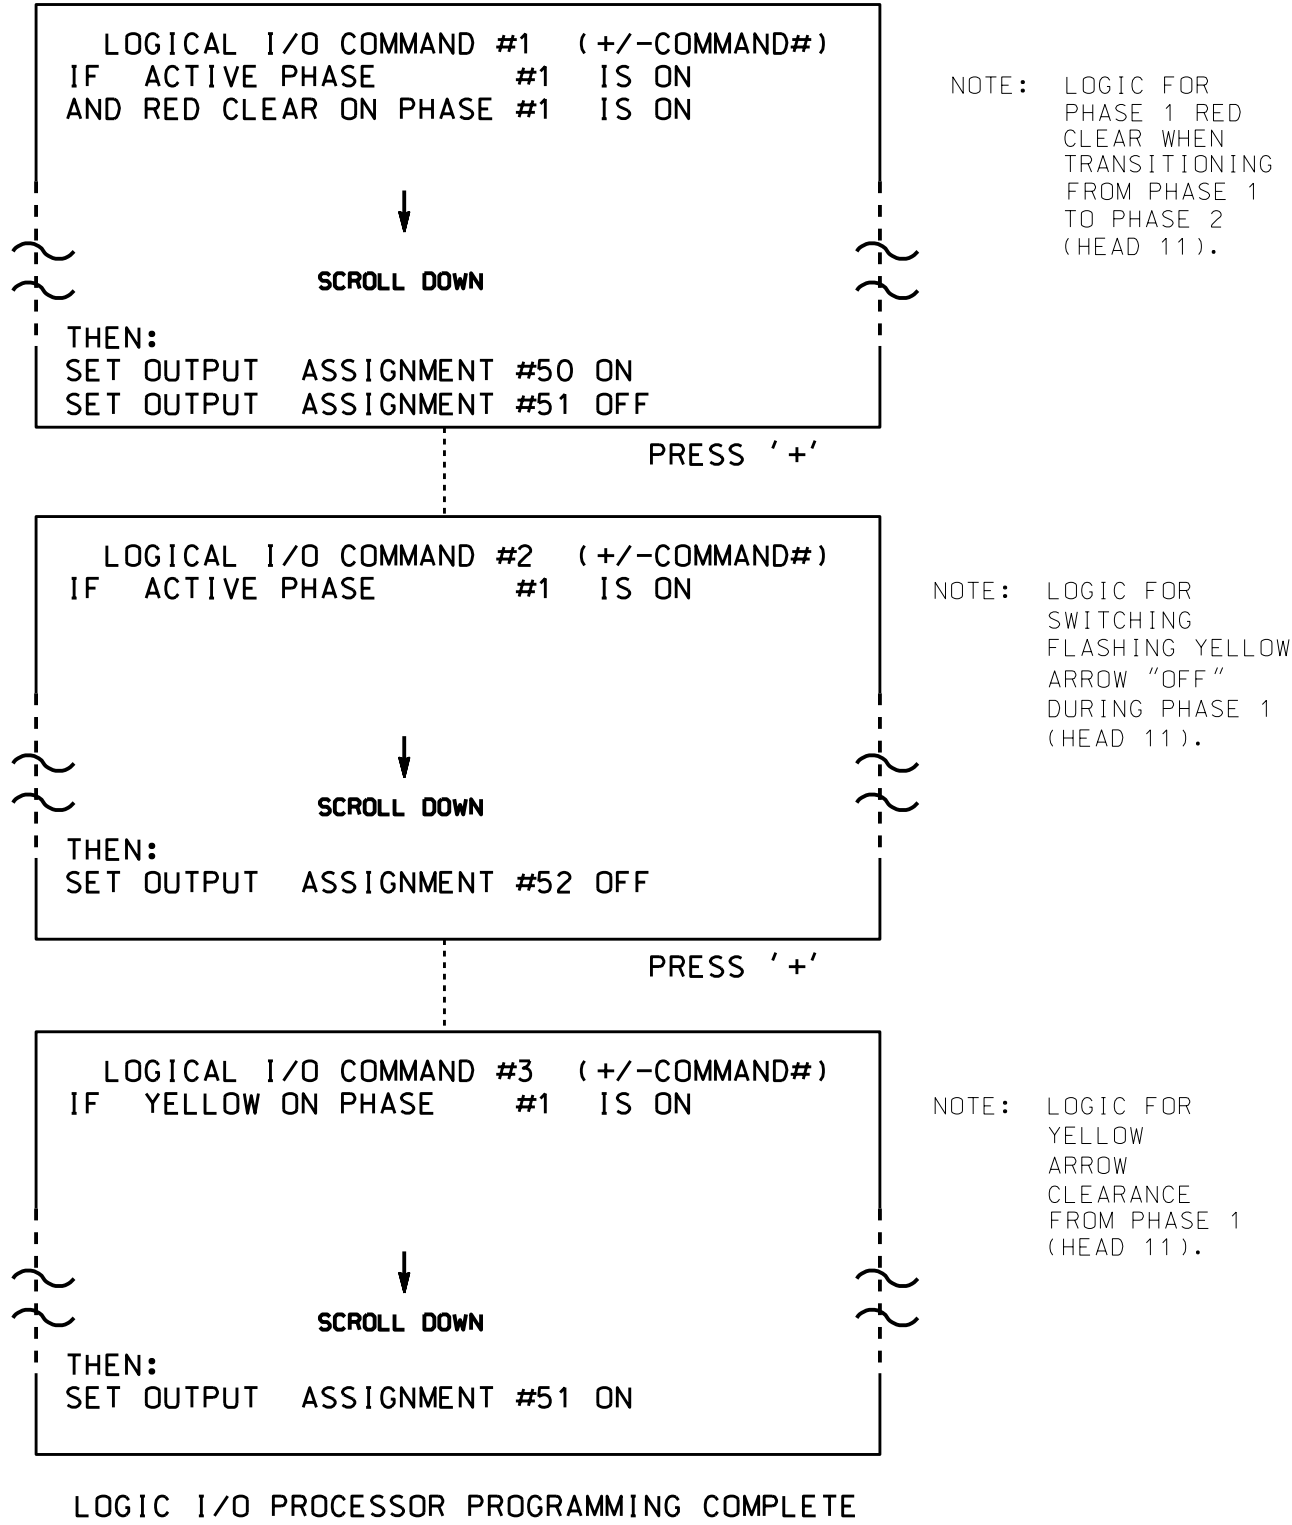 LOGICAL I/O COMMAND #1 (+/-COMMAND#)
IF ACTIVE PHASE #1 IS ON
AND RED CLEAR ON PHASE #1 IS ON
SCROLL DOWN
THEN:
SET OUTPUT ASSIGNMENT #50 ON
SET OUTPUT ASSIGNMENT #51 OFF
NOTE: LOGIC FOR
PHASE 1 RED
CLEAR WHEN
TRANSITIONING
FROM PHASE 1
TO PHASE 2
(HEAD 11).
PRESS '+'
LOGICAL I/O COMMAND #2 (+/-COMMAND#)
IF ACTIVE PHASE #1 IS ON
SCROLL DOWN
THEN:
SET OUTPUT ASSIGNMENT #52 OFF
NOTE: LOGIC FOR
SWITCHING
FLASHING YELLOW
ARROW "OFF"
DURING PHASE 1
(HEAD 11).
PRESS '+'
LOGICAL I/O COMMAND #3 (+/-COMMAND#)
IF YELLOW ON PHASE #1 IS ON
SCROLL DOWN
THEN:
SET OUTPUT ASSIGNMENT #51 ON
NOTE: LOGIC FOR
YELLOW
ARROW
CLEARANCE
FROM PHASE 1
(HEAD 11).
LOGIC I/O PROCESSOR PROGRAMMING COMPLETE